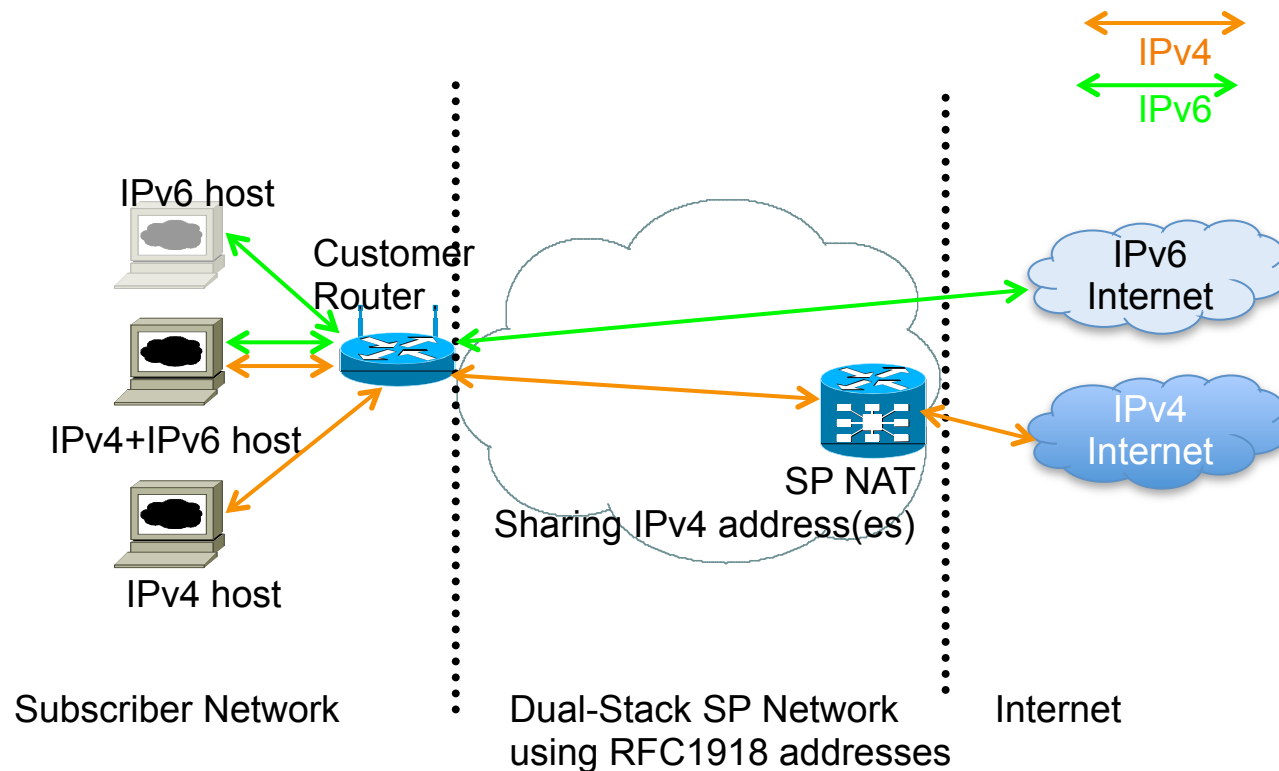 IPv4
IPv6
IPv6 host
Customer
Router
IPv6
Internet
IPv4+IPv6 host
IPv4
Internet
SP NAT
Sharing IPv4 address(es)
IPv4 host
Subscriber Network
Dual-Stack SP Network
using RFC1918 addresses
Internet